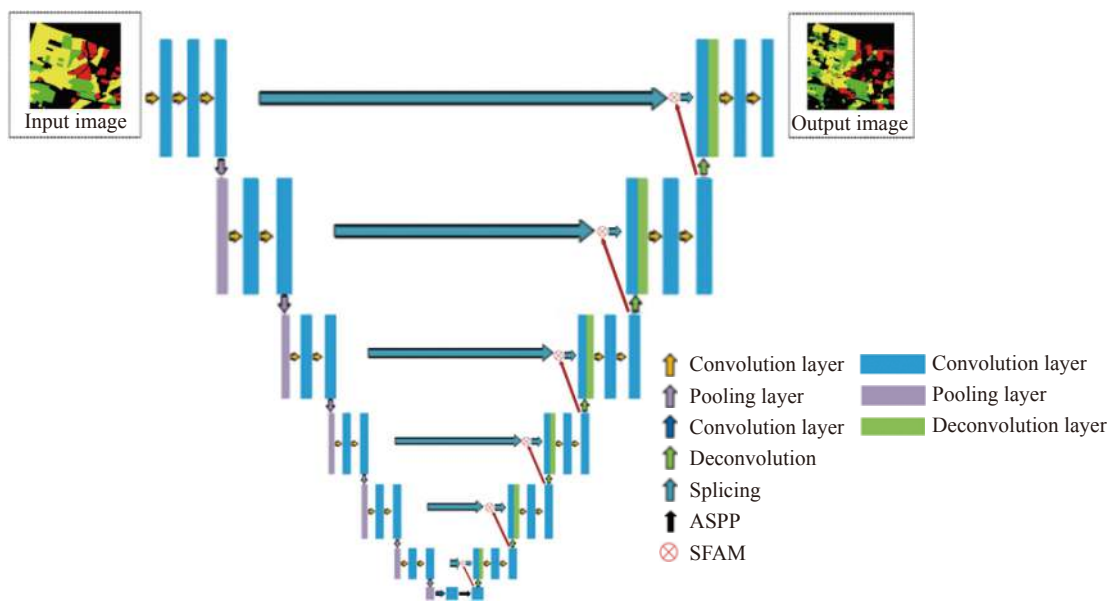 Input image
Output image
Convolution layer
Pooling layer
Convolution layer
Deconvolution
Splicing
ASPP
SFAM
Convolution layer
Pooling layer
Deconvolution layer